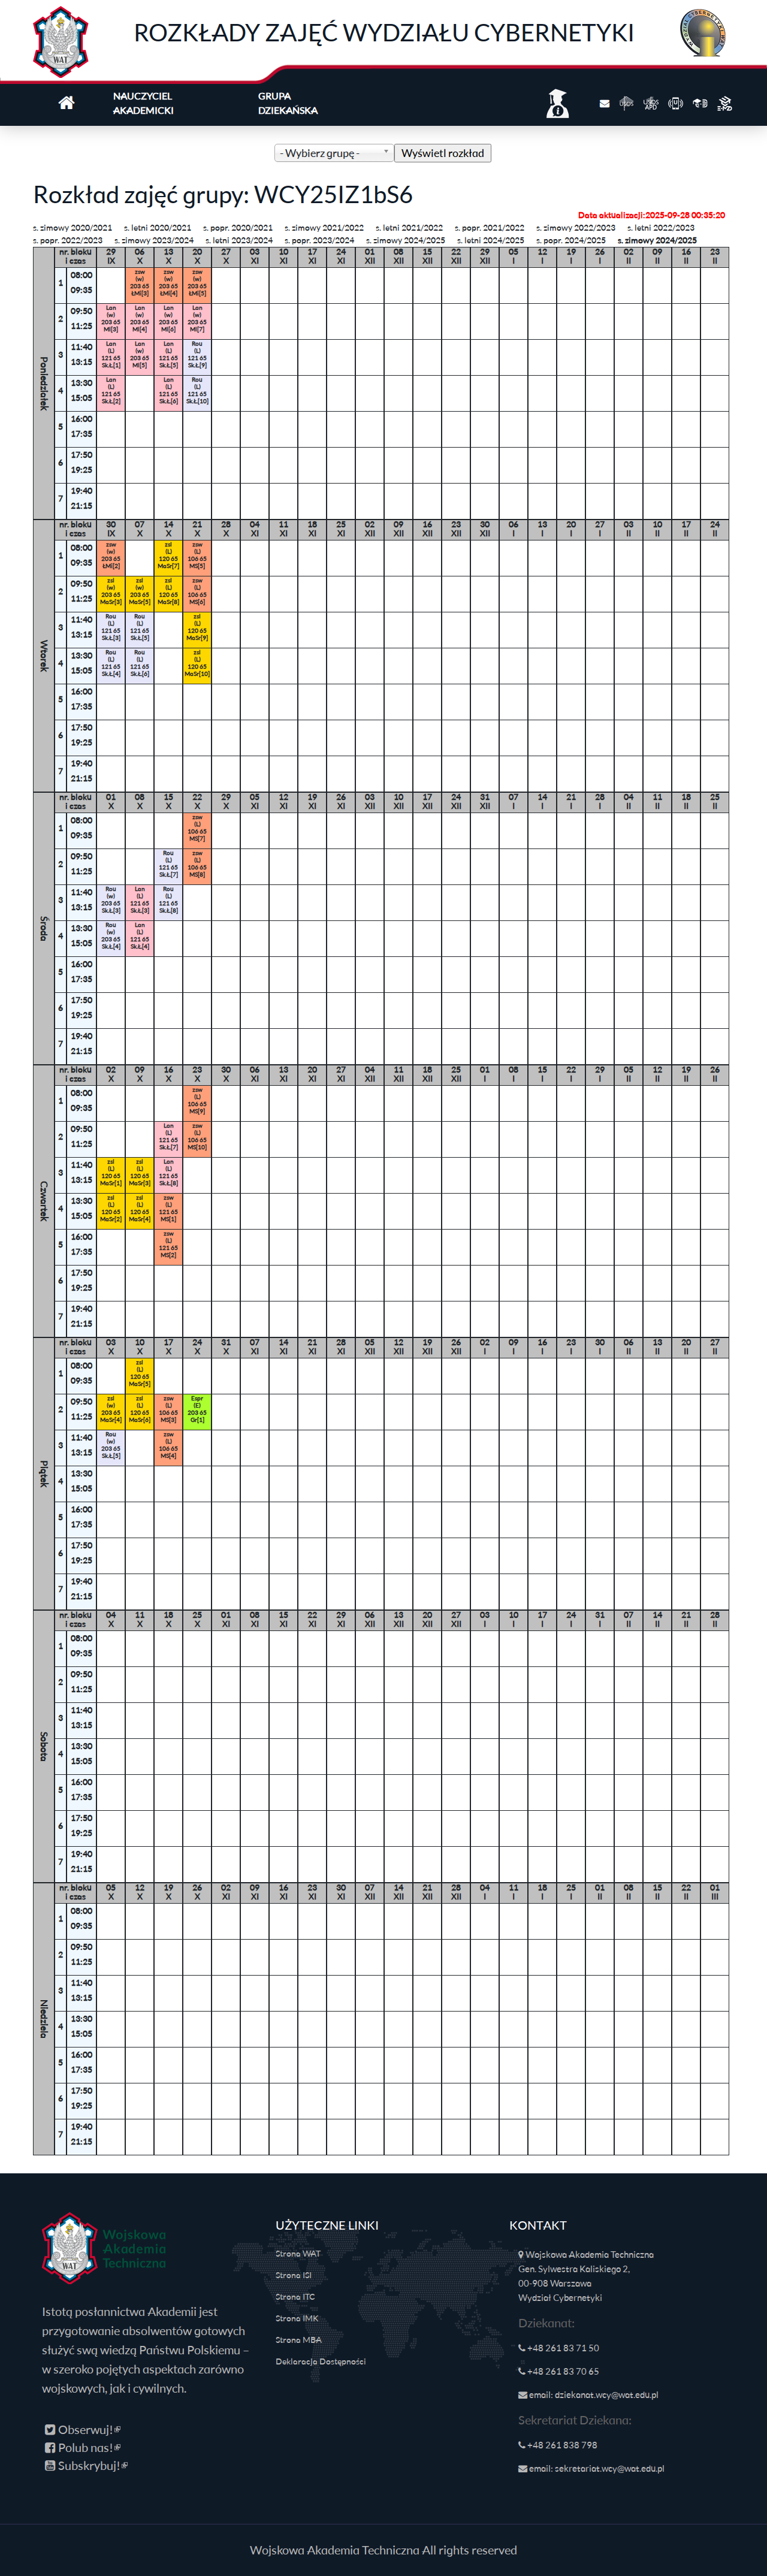 ROZKŁADY ZAJĘĆ WYDZIAŁU CYBERNETYKI
NAUCZYCIEL AKADEMICKI
GRUPA DZIEKAŃSKA
- Wybierz grupę -
Wyświetl rozkład
Rozkład zajęć grupy: WCY25IZ1bS6
Data aktualizacji:2025-09-28 00:35:20
s. zimowy 2020/2021 s. letni 2020/2021 s. popr. 2020/2021 s. zimowy 2021/2022 s. letni 2021/2022 s. popr. 2021/2022 s. zimowy 2022/2023 s. letni 2022/2023
s. popr. 2022/2023 s. zimowy 2023/2024 s. letni 2023/2024 s. popr. 2023/2024 s. zimowy 2024/2025 s. letni 2024/2025 s. popr. 2024/2025 s. zimowy 2024/2025
Poniedziałek
nr. bloku i czas 29 IX 06 X 13 X 20 X 27 X 03 XI 10 XI 17 XI 24 XI 01 XII 08 XII 15 XII 22 XII 29 XII 05 I 12 I 19 I 26 I 02 II 09 II 16 II 23 II
1 08:00 09:35 zsw (w) 203 65 ŁMi[3] zsw (w) 203 65 ŁMi[4] zsw (w) 203 65 ŁMi[5]
2 09:50 11:25 Lan (w) 203 65 MI[3] Lan (w) 203 65 MI[4] Lan (w) 203 65 MI[6] Lan (w) 203 65 MI[7]
3 11:40 13:15 Lan (L) 121 65 Sk.Ł[1] Lan (w) 203 65 MI[5] Lan (L) 121 65 Sk.Ł[5] Rou (L) 121 65 Sk.Ł[9]
4 13:30 15:05 Lan (L) 121 65 Sk.Ł[2] Lan (L) 121 65 Sk.Ł[6] Rou (L) 121 65 Sk.Ł[10]
5 16:00 17:35
6 17:50 19:25
7 19:40 21:15
Wtorek
nr. bloku i czas 30 IX 07 X 14 X 21 X 28 X 04 XI 11 XI 18 XI 25 XI 02 XII 09 XII 16 XII 23 XII 30 XII 06 I 13 I 20 I 27 I 03 II 10 II 17 II 24 II
1 08:00 09:35 zsw (w) 203 65 ŁMi[2] zsl (L) 120 65 MaSr[7] zsw (L) 106 65 MS[5]
2 09:50 11:25 zsl (w) 203 65 MaSr[3] zsl (w) 203 65 MaSr[5] zsl (L) 120 65 MaSr[8] zsw (L) 106 65 MS[6]
3 11:40 13:15 Rou (L) 121 65 Sk.Ł[3] Rou (L) 121 65 Sk.Ł[5] zsl (L) 120 65 MaSr[9]
4 13:30 15:05 Rou (L) 121 65 Sk.Ł[4] Rou (L) 121 65 Sk.Ł[6] zsl (L) 120 65 MaSr[10]
5 16:00 17:35
6 17:50 19:25
7 19:40 21:15
Środa
nr. bloku i czas 01 X 08 X 15 X 22 X 29 X 05 XI 12 XI 19 XI 26 XI 03 XII 10 XII 17 XII 24 XII 31 XII 07 I 14 I 21 I 28 I 04 II 11 II 18 II 25 II
1 08:00 09:35 zsw (L) 106 65 MS[7]
2 09:50 11:25 Rou (L) 121 65 Sk.Ł[7] zsw (L) 106 65 MS[8]
3 11:40 13:15 Rou (w) 203 65 Sk.Ł[3] Lan (L) 121 65 Sk.Ł[3] Rou (L) 121 65 Sk.Ł[8]
4 13:30 15:05 Rou (w) 203 65 Sk.Ł[4] Lan (L) 121 65 Sk.Ł[4]
5 16:00 17:35
6 17:50 19:25
7 19:40 21:15
Czwartek
nr. bloku i czas 02 X 09 X 16 X 23 X 30 X 06 XI 13 XI 20 XI 27 XI 04 XII 11 XII 18 XII 25 XII 01 I 08 I 15 I 22 I 29 I 05 II 12 II 19 II 26 II
1 08:00 09:35 zsw (L) 106 65 MS[9]
2 09:50 11:25 Lan (L) 121 65 Sk.Ł[7] zsw (L) 106 65 MS[10]
3 11:40 13:15 zsl (L) 120 65 MaSr[1] zsl (L) 120 65 MaSr[3] Lan (L) 121 65 Sk.Ł[8]
4 13:30 15:05 zsl (L) 120 65 MaSr[2] zsl (L) 120 65 MaSr[4] zsw (L) 121 65 MS[1]
5 16:00 17:35 zsw (L) 121 65 MS[2]
6 17:50 19:25
7 19:40 21:15
Piątek
nr. bloku i czas 03 X 10 X 17 X 24 X 31 X 07 XI 14 XI 21 XI 28 XI 05 XII 12 XII 19 XII 26 XII 02 I 09 I 16 I 23 I 30 I 06 II 13 II 20 II 27 II
1 08:00 09:35 zsl (L) 120 65 MaSr[5]
2 09:50 11:25 zsl (w) 203 65 MaSr[4] zsl (L) 120 65 MaSr[6] zsw (L) 106 65 MS[3] Espr (E) 203 65 Gr[1]
3 11:40 13:15 Rou (w) 203 65 Sk.Ł[5] zsw (L) 106 65 MS[4]
4 13:30 15:05
5 16:00 17:35
6 17:50 19:25
7 19:40 21:15
Sobota
nr. bloku i czas 04 X 11 X 18 X 25 X 01 XI 08 XI 15 XI 22 XI 29 XI 06 XII 13 XII 20 XII 27 XII 03 I 10 I 17 I 24 I 31 I 07 II 14 II 21 II 28 II
1 08:00 09:35
2 09:50 11:25
3 11:40 13:15
4 13:30 15:05
5 16:00 17:35
6 17:50 19:25
7 19:40 21:15
Niedziela
nr. bloku i czas 05 X 12 X 19 X 26 X 02 XI 09 XI 16 XI 23 XI 30 XI 07 XII 14 XII 21 XII 28 XII 04 I 11 I 18 I 25 I 01 II 08 II 15 II 22 II 01 III
1 08:00 09:35
2 09:50 11:25
3 11:40 13:15
4 13:30 15:05
5 16:00 17:35
6 17:50 19:25
7 19:40 21:15
WAT
Wojskowa
Akademia
Techniczna
Istotą posłannictwa Akademii jest
przygotowanie absolwentów gotowych
służyć swą wiedzą Państwu Polskiemu –
w szeroko pojętych aspektach zarówno
wojskowych, jak i cywilnych.
Obserwuj!
Polub nas!
Subskrybuj!
UŻYTECZNE LINKI
Strona WAT
Strona ISI
Strona ITC
Strona IMK
Strona MBA
Deklaracja Dostępności
KONTAKT
Wojskowa Akademia Techniczna
Gen. Sylwestra Kaliskiego 2,
00-908 Warszawa
Wydział Cybernetyki
Dziekanat:
+48 261 83 71 50
+48 261 83 70 65
email: dziekanat.wcy@wat.edu.pl
Sekretariat Dziekana:
+48 261 838 798
email: sekretariat.wcy@wat.edu.pl
Wojskowa Akademia Techniczna All rights reserved